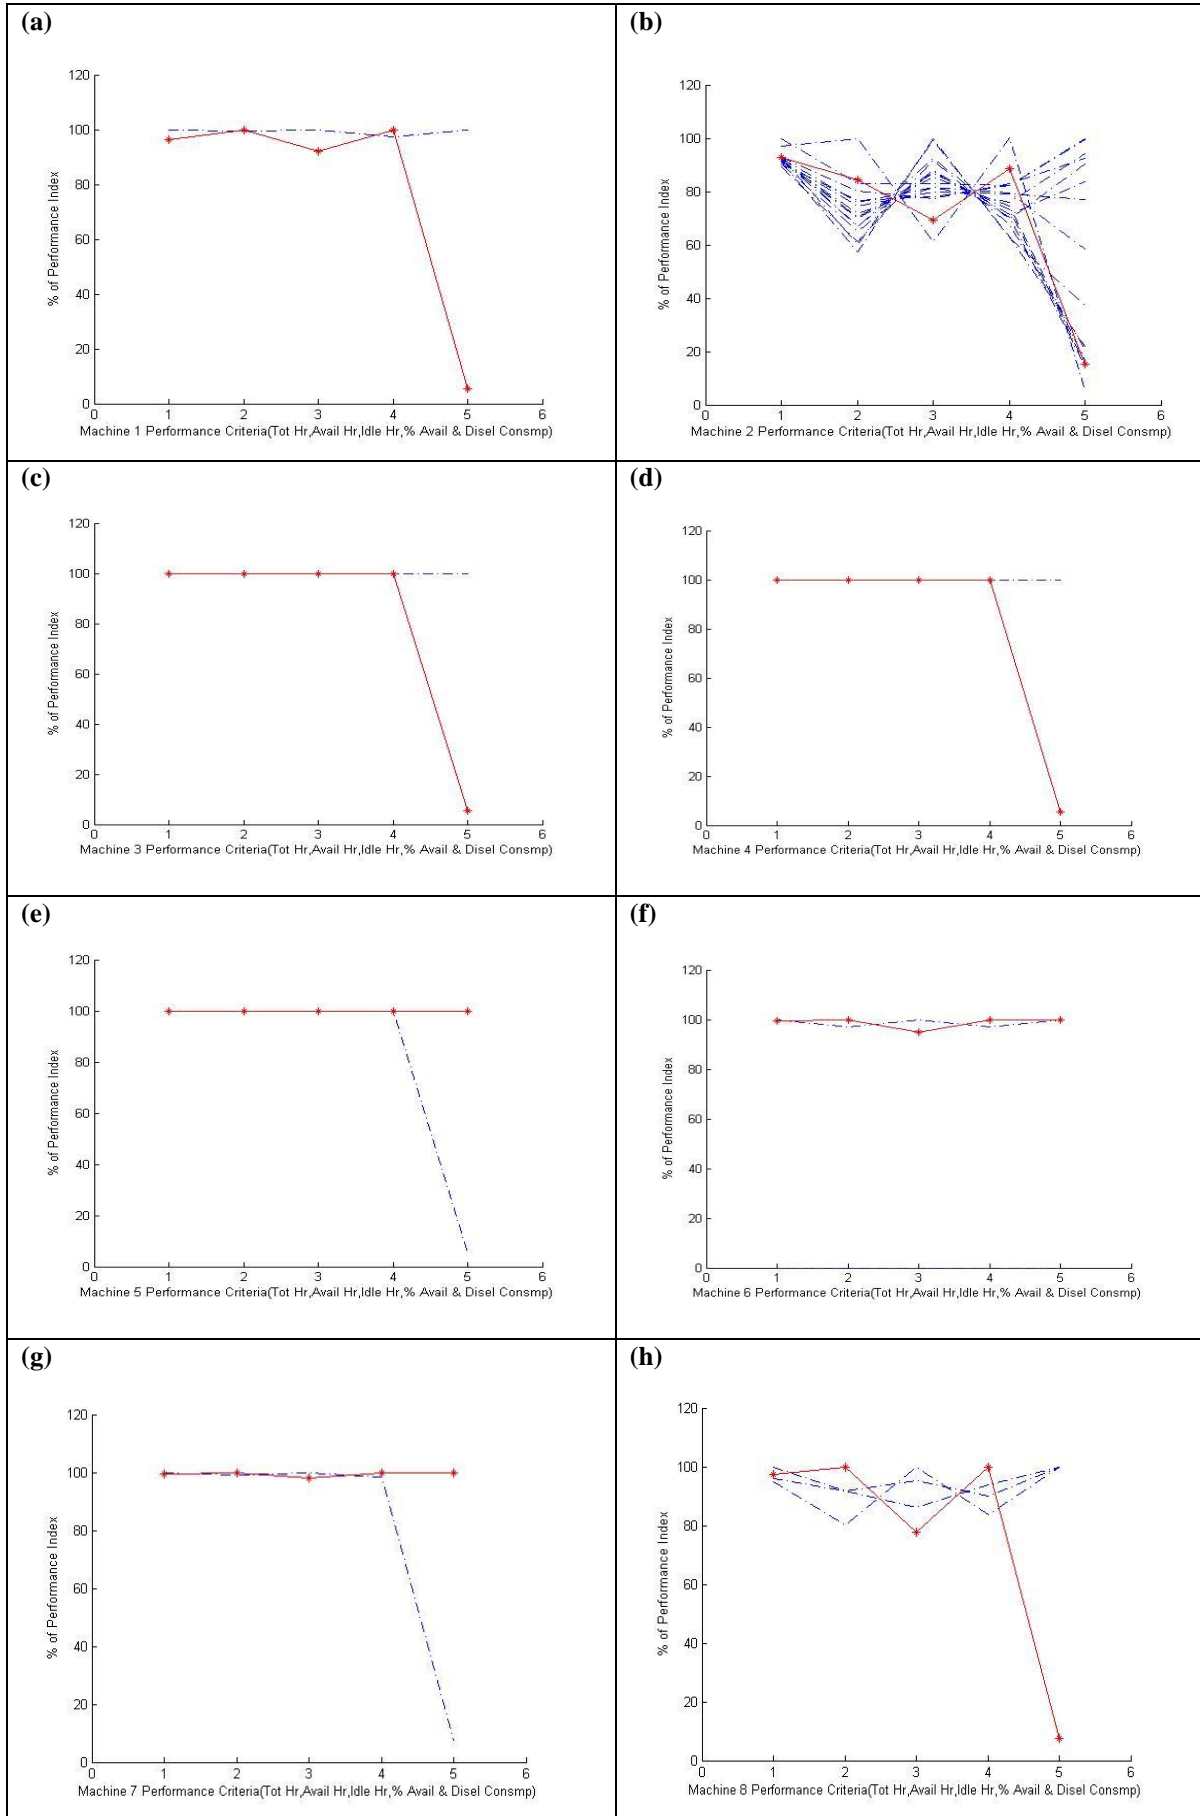 (a)
120
100
80
60
40
20
0
% of Performance Index
0 1 2 3 4 5 6
Machine 1 Performance Criteria(Tot Hr,Avail Hr,Idle Hr,% Avail & Disel Consmp)
(b)
120
100
80
60
40
20
0
% of Performance Index
0 1 2 3 4 5 6
Machine 2 Performance Criteria(Tot Hr,Avail Hr,Idle Hr,% Avail & Disel Consmp)
(c)
120
100
80
60
40
20
0
% of Performance Index
0 1 2 3 4 5 6
Machine 3 Performance Criteria(Tot Hr,Avail Hr,Idle Hr,% Avail & Disel Consmp)
(d)
120
100
80
60
40
20
0
% of Performance Index
0 1 2 3 4 5 6
Machine 4 Performance Criteria(Tot Hr,Avail Hr,Idle Hr,% Avail & Disel Consmp)
(e)
120
100
80
60
40
20
0
% of Performance Index
0 1 2 3 4 5 6
Machine 5 Performance Criteria(Tot Hr,Avail Hr,Idle Hr,% Avail & Disel Consmp)
(f)
120
100
80
60
40
20
0
% of Performance Index
0 1 2 3 4 5 6
Machine 6 Performance Criteria(Tot Hr,Avail Hr,Idle Hr,% Avail & Disel Consmp)
(g)
120
100
80
60
40
20
0
% of Performance Index
0 1 2 3 4 5 6
Machine 7 Performance Criteria(Tot Hr,Avail Hr,Idle Hr,% Avail & Disel Consmp)
(h)
120
100
80
60
40
20
0
% of Performance Index
0 1 2 3 4 5 6
Machine 8 Performance Criteria(Tot Hr,Avail Hr,Idle Hr,% Avail & Disel Consmp)